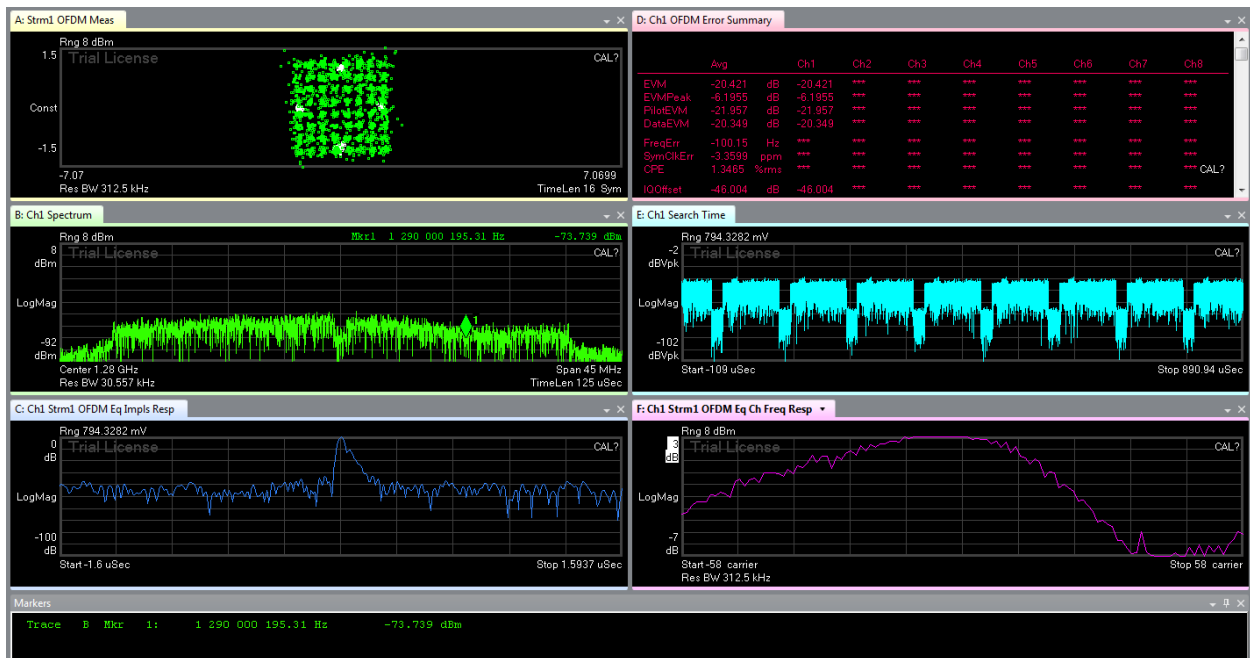 A: Strm1 OFDM Meas
Rng 8 dBm
1.5 Trial License CAL?
Const
-1.5
-7.07 7.0699
Res BW 312.5 kHz TimeLen 16 Sym
D: Ch1 OFDM Error Summary
Avg Ch1 Ch2 Ch3 Ch4 Ch5 Ch6 Ch7 Ch8
EVM -20.421 dB -20.421 *** *** *** *** *** *** ***
EVMPeak -6.1955 dB -6.1955 *** *** *** *** *** *** ***
PilotEVM -21.957 dB -21.957 *** *** *** *** *** *** ***
DataEVM -20.349 dB -20.349 *** *** *** *** *** *** ***
FreqErr -100.15 Hz *** *** *** *** *** *** *** ***
SymClkErr -3.3599 ppm *** *** *** *** *** *** *** ***
CPE 1.3465 %rms *** *** *** *** *** *** *** *** CAL?
IQOffset -46.004 dB -46.004 *** *** *** *** *** *** ***
B: Ch1 Spectrum
Rng 8 dBm Mkr1 1 290 000 195.31 Hz -73.739 dBm
8 Trial License CAL?
dBm
LogMag
1
-92
dBm
Center 1.28 GHz Span 45 MHz
Res BW 30.557 kHz TimeLen 125 uSec
E: Ch1 Search Time
Rng 794.3282 mV
-2 Trial License CAL?
dBVpk
LogMag
-102
dBVpk
Start -109 uSec Stop 890.94 uSec
C: Ch1 Strm1 OFDM Eq Impls Resp
Rng 794.3282 mV
0 Trial License CAL?
dB
LogMag
-100
dB
Start -1.6 uSec Stop 1.5937 uSec
F: Ch1 Strm1 OFDM Eq Ch Freq Resp
Rng 8 dBm
3 Trial License CAL?
dB
LogMag
-7
dB
Start -58 carrier Stop 58 carrier
Res BW 312.5 kHz
Markers
Trace B Mkr 1: 1 290 000 195.31 Hz -73.739 dBm